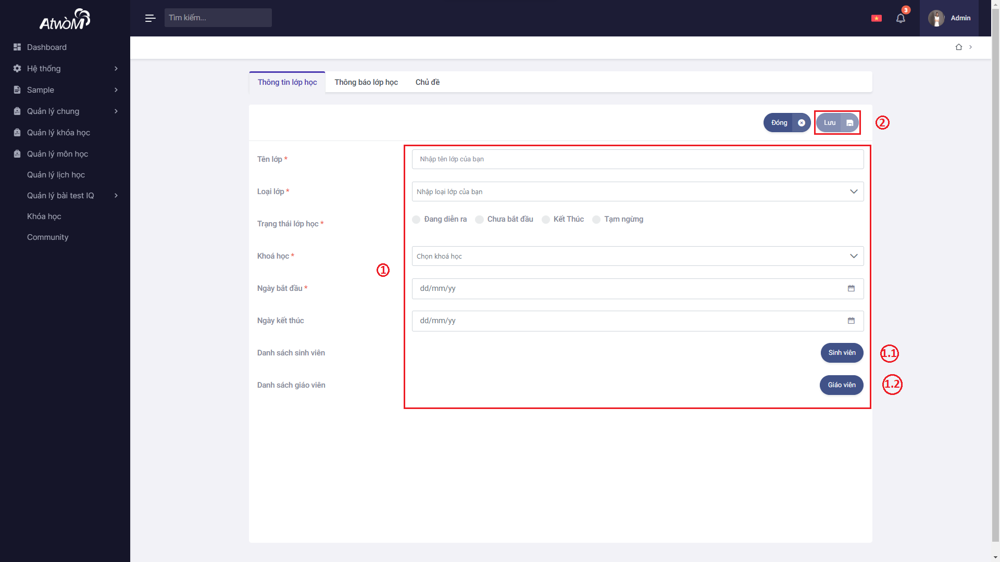 AtwòM
Tìm kiếm...
3
Admin
Dashboard
Hệ thống
Sample
Quản lý chung
Quản lý khóa học
Quản lý môn học
Quản lý lịch học
Quản lý bài test IQ
Khóa học
Community
Thông tin lớp học
Thông báo lớp học
Chủ đề
Đóng
Lưu
2
Tên lớp *
Nhập tên lớp của bạn
Loại lớp *
Nhập loại lớp của bạn
Trạng thái lớp học *
Đang diễn ra
Chưa bắt đầu
Kết Thúc
Tạm ngừng
Khoá học *
Chọn khoá học
1
Ngày bắt đầu *
dd/mm/yy
Ngày kết thúc
dd/mm/yy
Danh sách sinh viên
Sinh viên
1.1
Danh sách giáo viên
Giáo viên
1.2